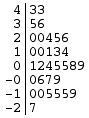 4 | 33
3 | 56
2 | 00456
1 | 00134
0 | 1245589
−0 | 0679
−1 | 005559
−2 | 7